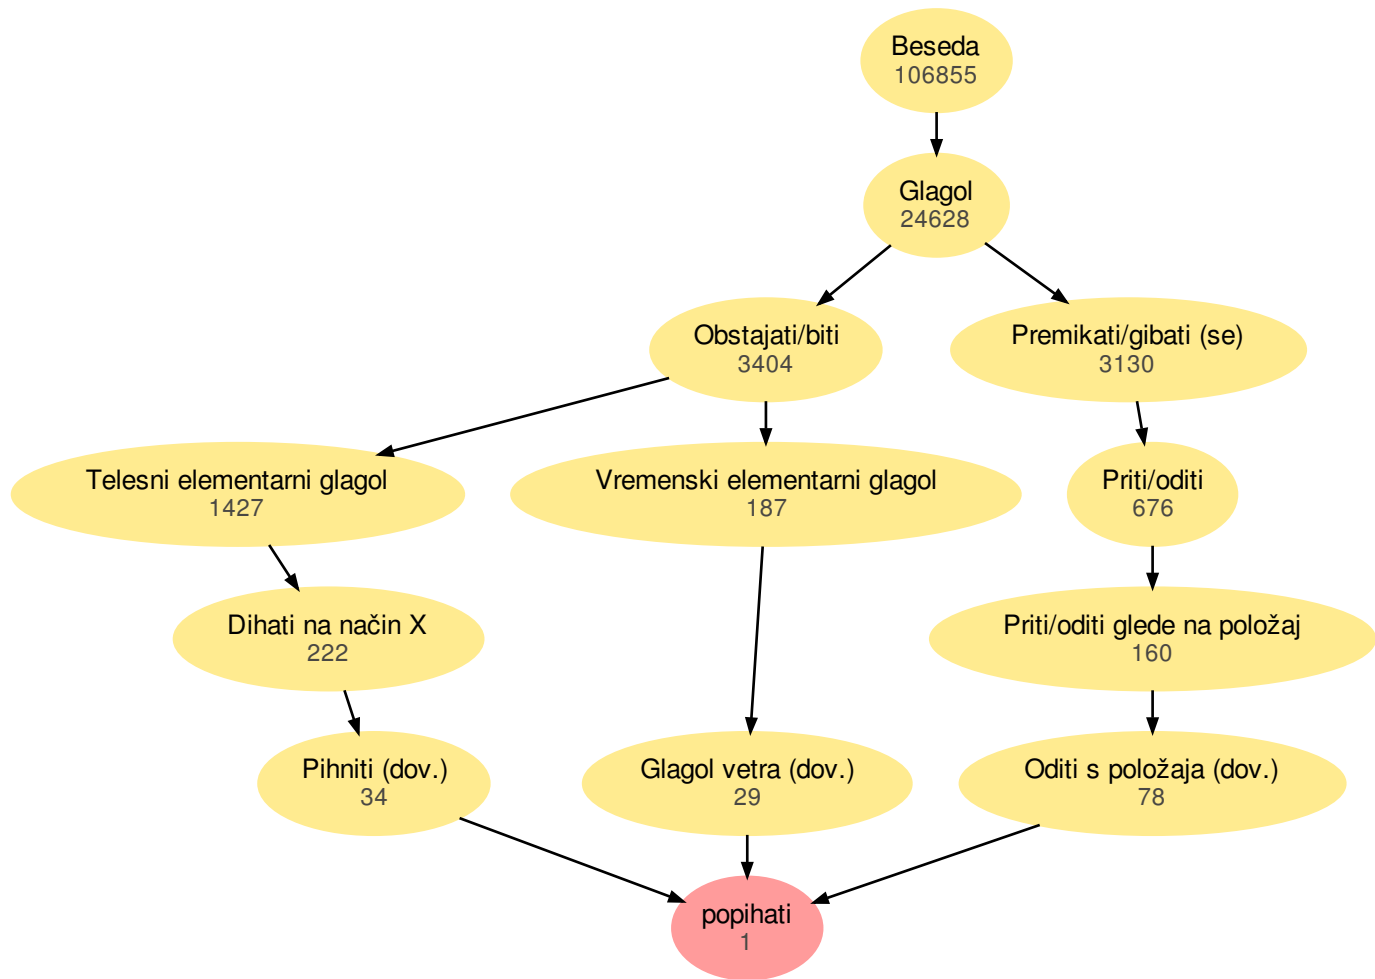 Beseda
106855
Glagol
24628
Obstajati/biti
3404
Premikati/gibati (se)
3130
Telesni elementarni glagol
1427
Vremenski elementarni glagol
187
Priti/oditi
676
Dihati na način X
222
Priti/oditi glede na položaj
160
Pihniti (dov.)
34
Glagol vetra (dov.)
29
Oditi s položaja (dov.)
78
popihati
1